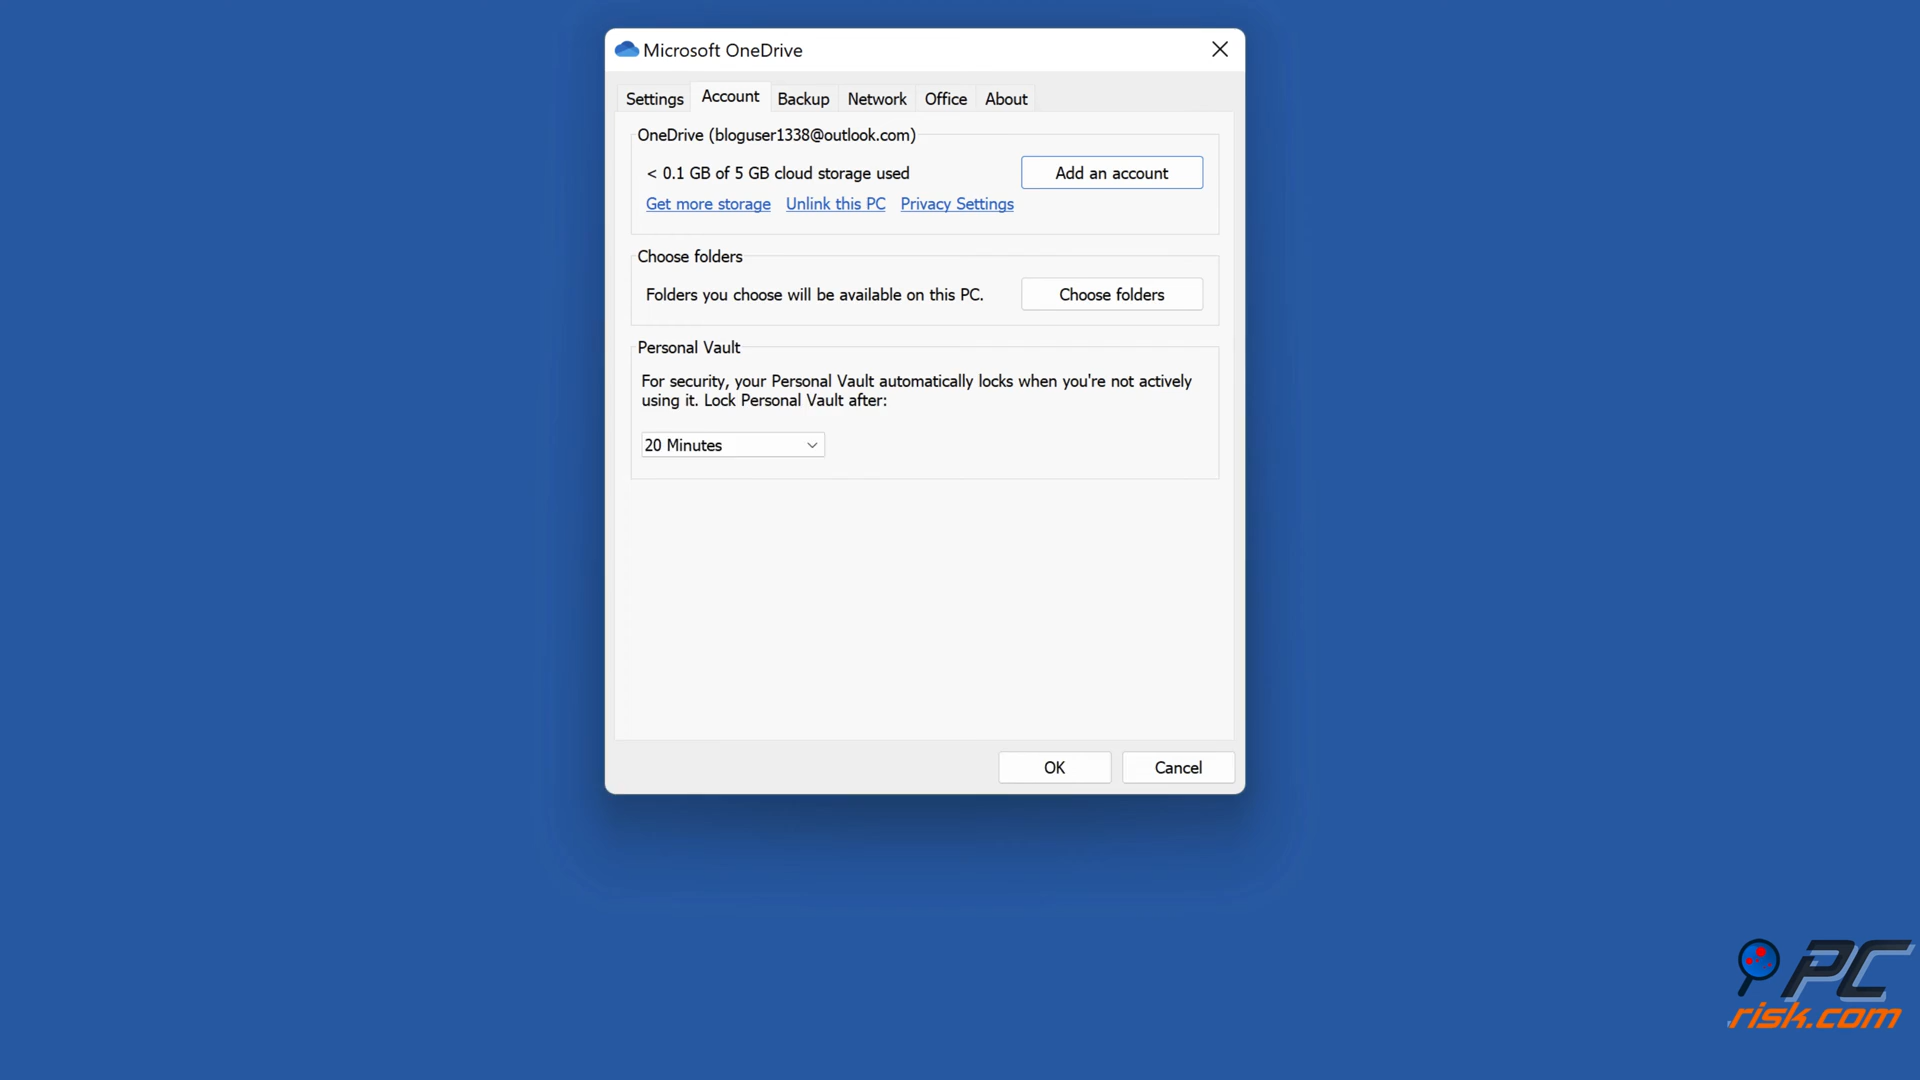 Microsoft OneDrive
Settings Account Backup Network Office About
OneDrive (bloguser1338@outlook.com)
< 0.1 GB of 5 GB cloud storage used
Add an account
Get more storage Unlink this PC Privacy Settings
Choose folders
Folders you choose will be available on this PC.
Choose folders
Personal Vault
For security, your Personal Vault automatically locks when you're not actively
using it. Lock Personal Vault after:
20 Minutes
OK Cancel
PC
risk.com